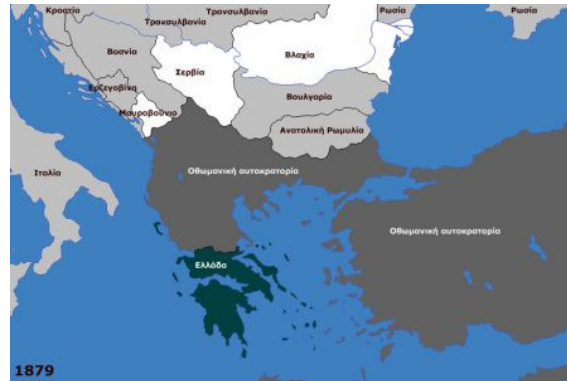 Κροατία
Τρανσυλβανία
Ρωσία
Ρωσία
Τρανσυλβανία
Βοσνία
Βλαχία
Σερβία
Ερζεγοβίνη
Βουλγαρία
Μαυροβούνιο
Ανατολική Ρωμυλία
Ιταλία
Οθωμανική αυτοκρατορία
Οθωμανική αυτοκρατορία
Ελλάδα
1879